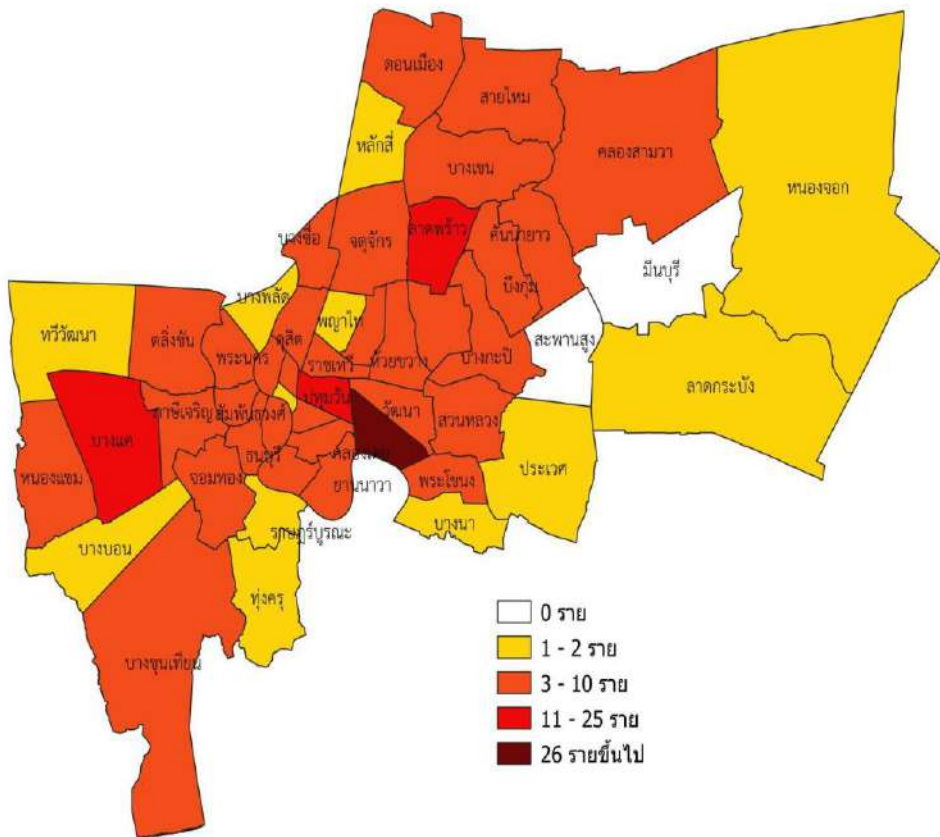 ดอนเมือง
สายไหม
หลักสี่
บางเขน
คลองสามวา
หนองจอก
ลาดพร้าว
คันนายาว
บางซื่อ
จตุจักร
มีนบุรี
บึงกุ่ม
บางพลัด
พญาไท
ทวีวัฒนา
ตลิ่งชัน
ดุสิต
สะพานสูง
พระนคร
ราชเทวี
ห้วยขวาง
บางกะปิ
ลาดกระบัง
ปทุมวัน
วัฒนา
ภาษีเจริญ
สัมพันธวงศ์
สวนหลวง
บางแค
ธนบุรี
คลองเตย
หนองแขม
จอมทอง
ยานนาวา
พระโขนง
ประเวศ
บางนา
ราษฎร์บูรณะ
บางบอน
ทุ่งครุ
บางขุนเทียน
0 ราย
1 - 2 ราย
3 - 10 ราย
11 - 25 ราย
26 รายขึ้นไป